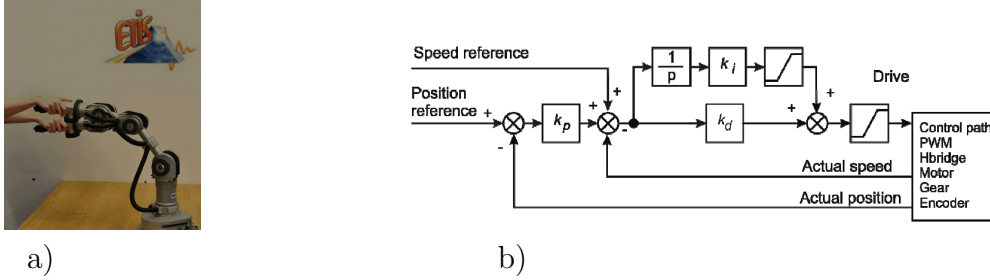 ETIS
Speed reference
Position
reference
+
-
k_p
+
+
-
1
p
k_i
+
+
k_d
Drive
Control path
PWM
Hbridge
Motor
Gear
Encoder
Actual speed
Actual position
a)
b)